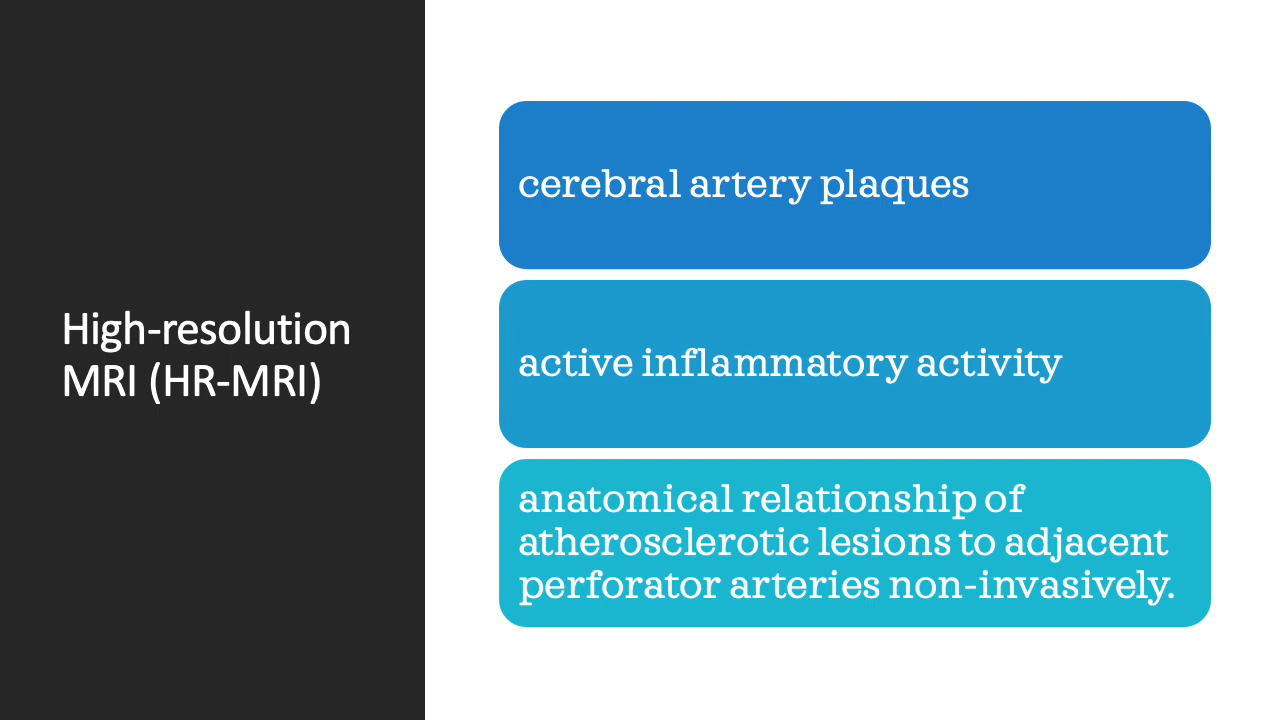 High-resolution
MRI (HR-MRI)
cerebral artery plaques
active inflammatory activity
anatomical relationship of
atherosclerotic lesions to adjacent
perforator arteries non-invasively.